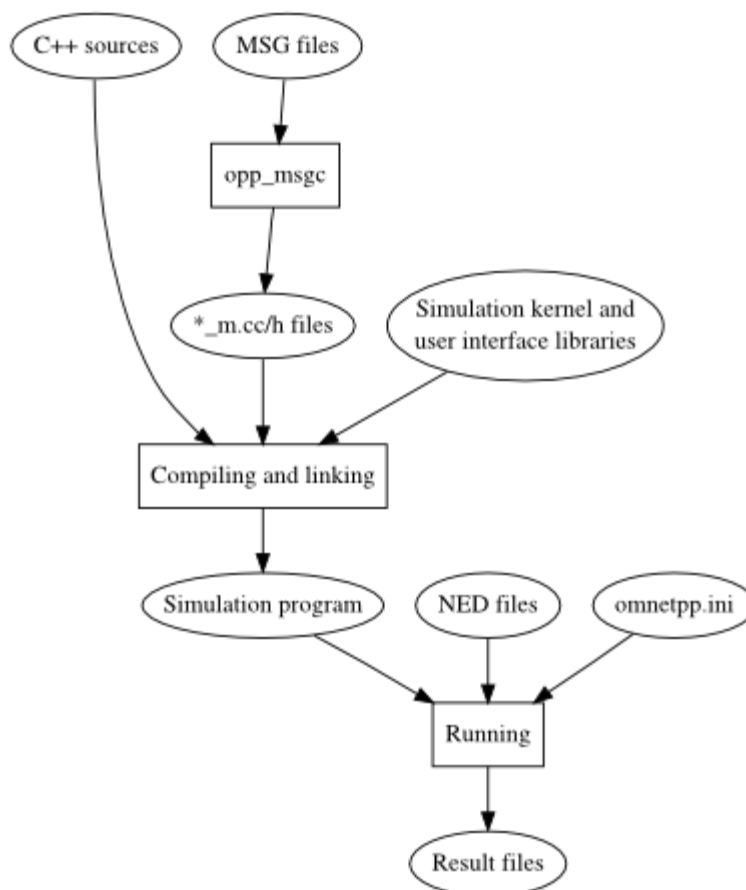 C++ sources
MSG files
opp_msgc
*_m.cc/h files
Simulation kernel and
user interface libraries
Compiling and linking
Simulation program
NED files
omnetpp.ini
Running
Result files